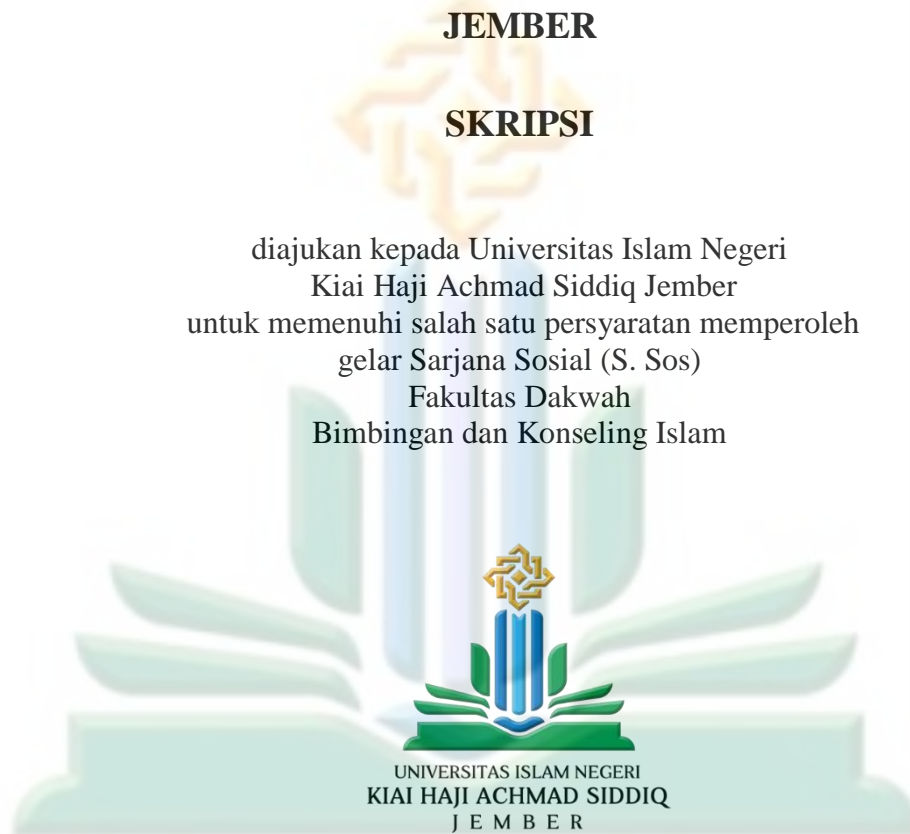 JEMBER
SKRIPSI
diajukan kepada Universitas Islam Negeri
Kiai Haji Achmad Siddiq Jember
untuk memenuhi salah satu persyaratan memperoleh
gelar Sarjana Sosial (S. Sos)
Fakultas Dakwah
Bimbingan dan Konseling Islam
UNIVERSITAS ISLAM NEGERI
KIAI HAJI ACHMAD SIDDIQ
J E M B E R